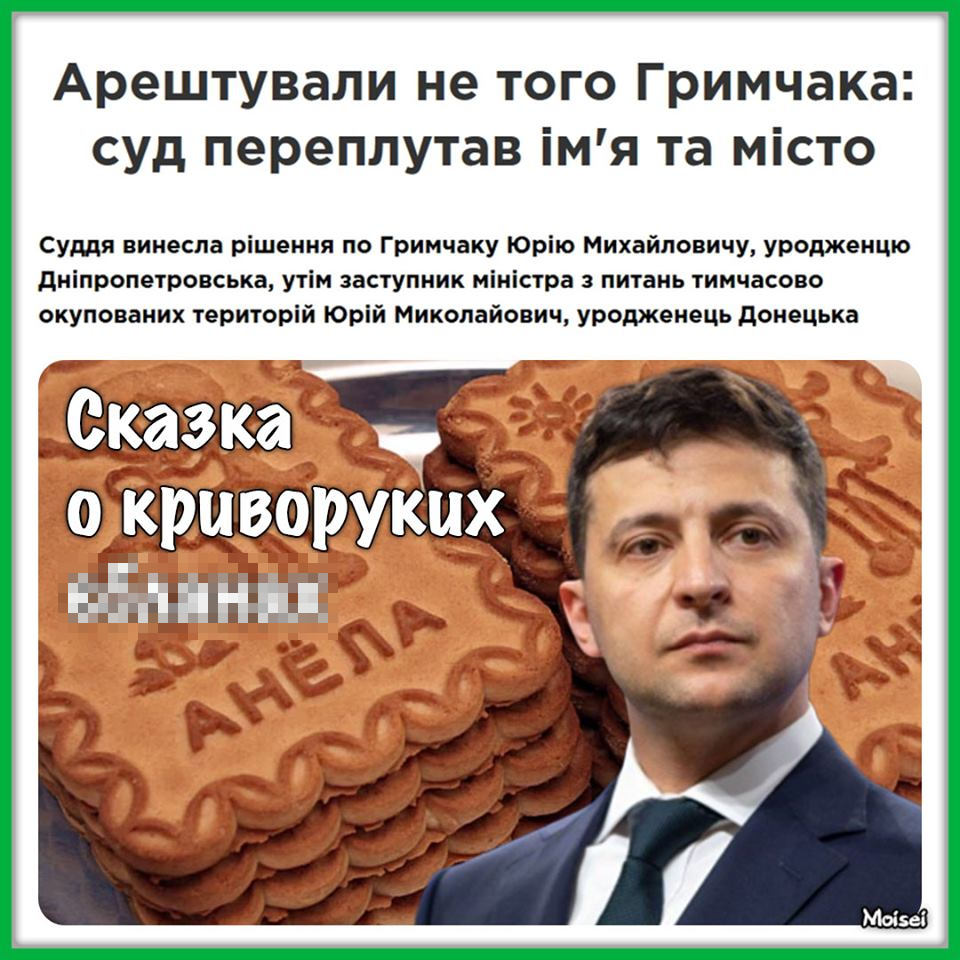 Арештували не того Гримчака:
суд переплутав ім'я та місто
Суддя винесла рішення по Гримчаку Юрію Михайловичу, уродженцю
Дніпропетровська, утім заступник міністра з питань тимчасово
окупованих територій Юрій Миколайович, уродженець Донецька
Сказка
о криворуких
АНЁЛА
АН
Moisei